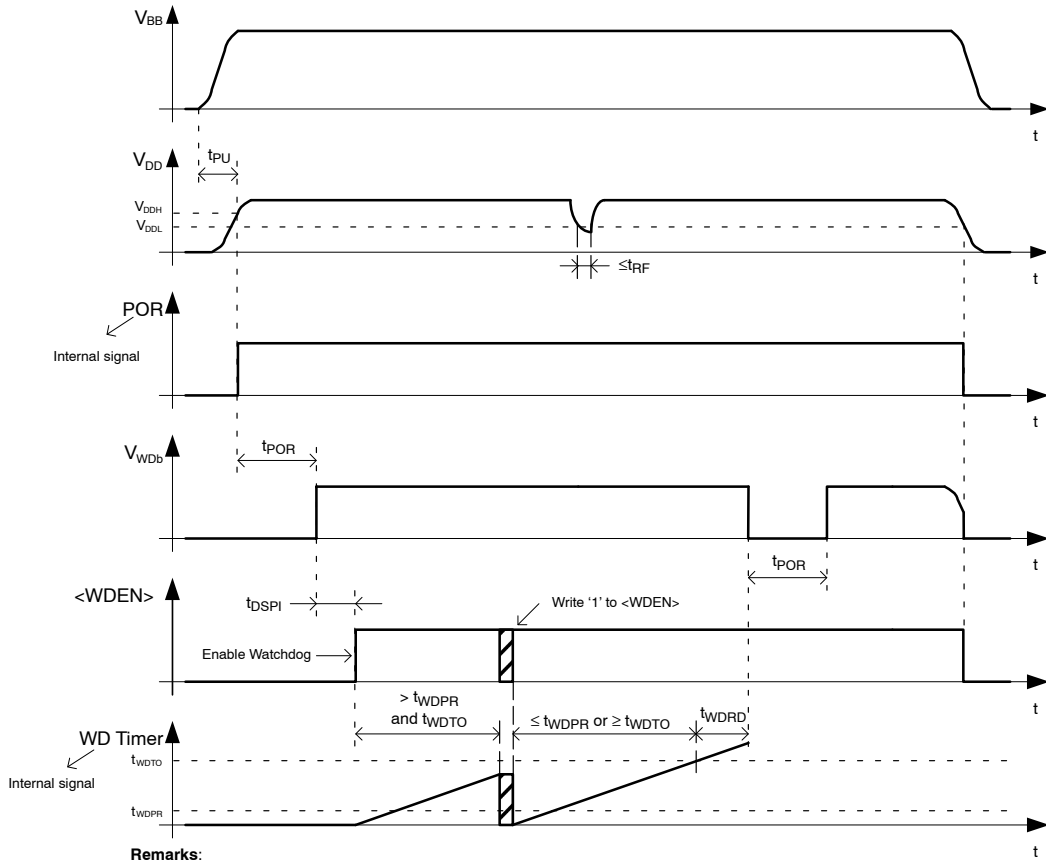 VBB
t
VDD
tPU
VDDH
VDDL
≤tRF
t
POR
Internal signal
t
VWDb
tPOR
tPOR
t
<WDEN>
tDSPI
Write ‘1’ to <WDEN>
Enable Watchdog
t
> tWDPR
and tWDTO
≤ tWDPR or ≥ tWDTO
tWDRD
WD Timer
tWDTO
Internal signal
tWDPR
t
Remarks: